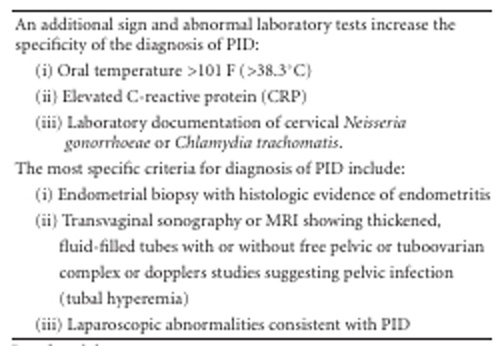 An additional sign and abnormal laboratory tests increase the
specificity of the diagnosis of PID:
(i) Oral temperature >101 F (>38.3°C)
(ii) Elevated C-reactive protein (CRP)
(iii) Laboratory documentation of cervical Neisseria
gonorrhoeae or Chlamydia trachomatis.
The most specific criteria for diagnosis of PID include:
(i) Endometrial biopsy with histologic evidence of endometritis
(ii) Transvaginal sonography or MRI showing thickened,
fluid-filled tubes with or without free pelvic or tuboovarian
complex or dopplers studies suggesting pelvic infection
(tubal hyperemia)
(iii) Laparoscopic abnormalities consistent with PID